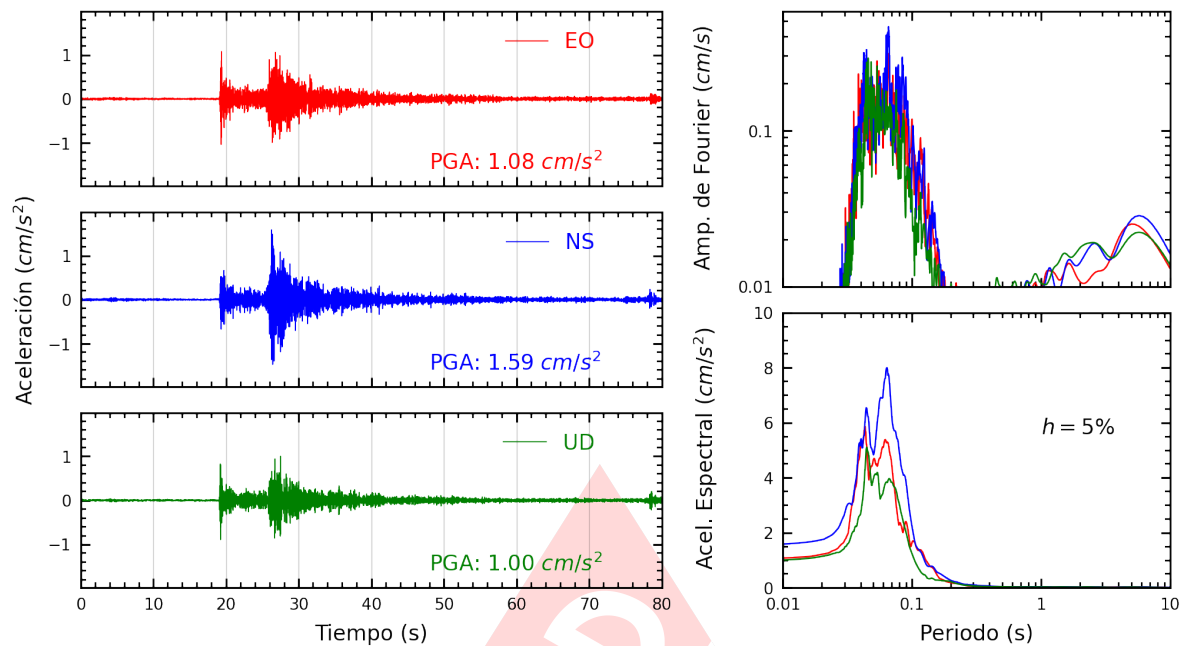 Aceleración (cm/s²)
1
0
−1
EO
PGA: 1.08 cm/s²
1
0
−1
NS
PGA: 1.59 cm/s²
1
0
−1
UD
PGA: 1.00 cm/s²
0 10 20 30 40 50 60 70 80
Tiempo (s)
Amp. de Fourier (cm/s)
0.1
0.01
Acel. Espectral (cm/s²)
10
8
6
4
2
0
h = 5%
0.01 0.1 1 10
Periodo (s)